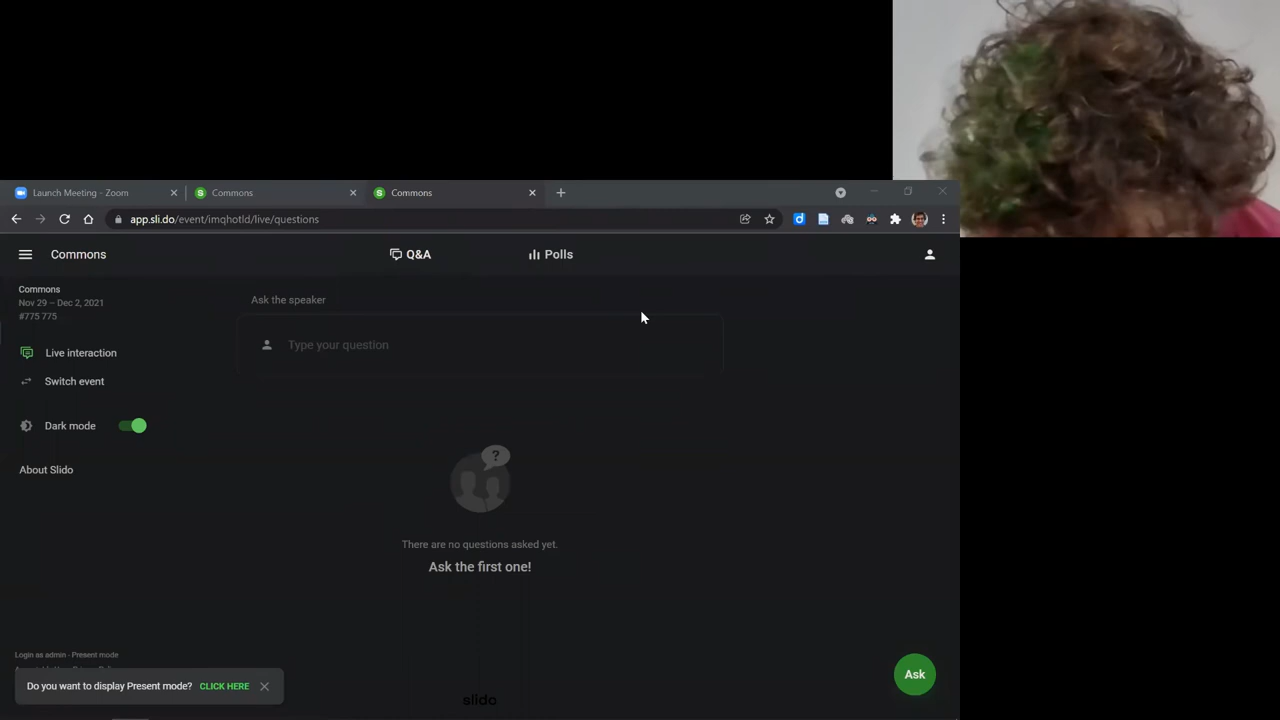 Launch Meeting - Zoom
Commons
Commons
app.sli.do/event/imqhotld/live/questions
Commons
Q&A
Polls
Commons
Nov 29 – Dec 2, 2021
#775 775
Ask the speaker
Live interaction
Type your question
Switch event
Dark mode
About Slido
?
There are no questions asked yet.
Ask the first one!
Login as admin · Present mode
Do you want to display Present mode? CLICK HERE
Ask
slido